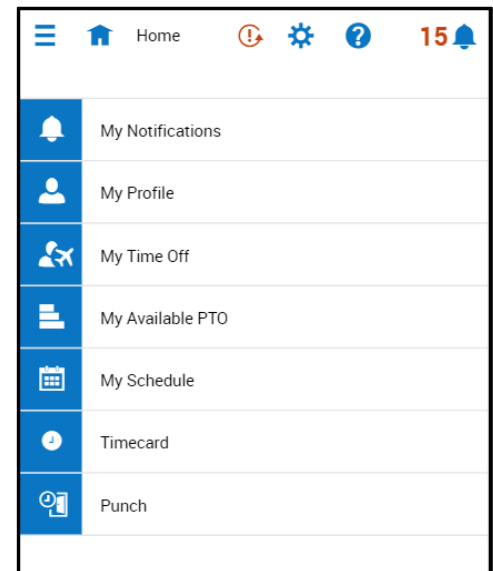 Home 15
My Notifications
My Profile
My Time Off
My Available PTO
My Schedule
Timecard
Punch